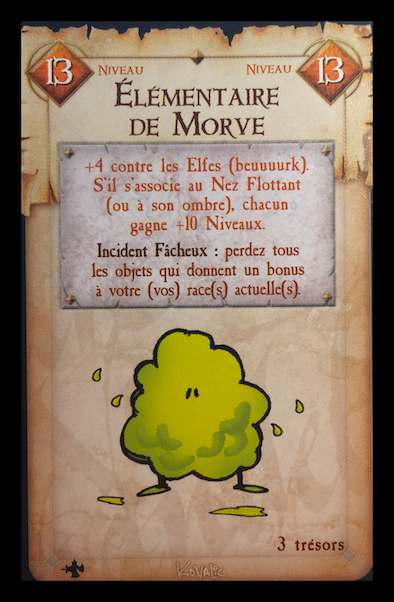 13 Niveau Niveau 13
Élémentaire
de Morve
+4 contre les Elfes (beuuuurk).
S'il s'associe au Nez Flottant
(ou à son ombre), chacun
gagne +10 Niveaux.
Incident Fâcheux : perdez tous
les objets qui donnent un bonus
à votre (vos) race(s) actuelle(s).
3 trésors
Kovalic